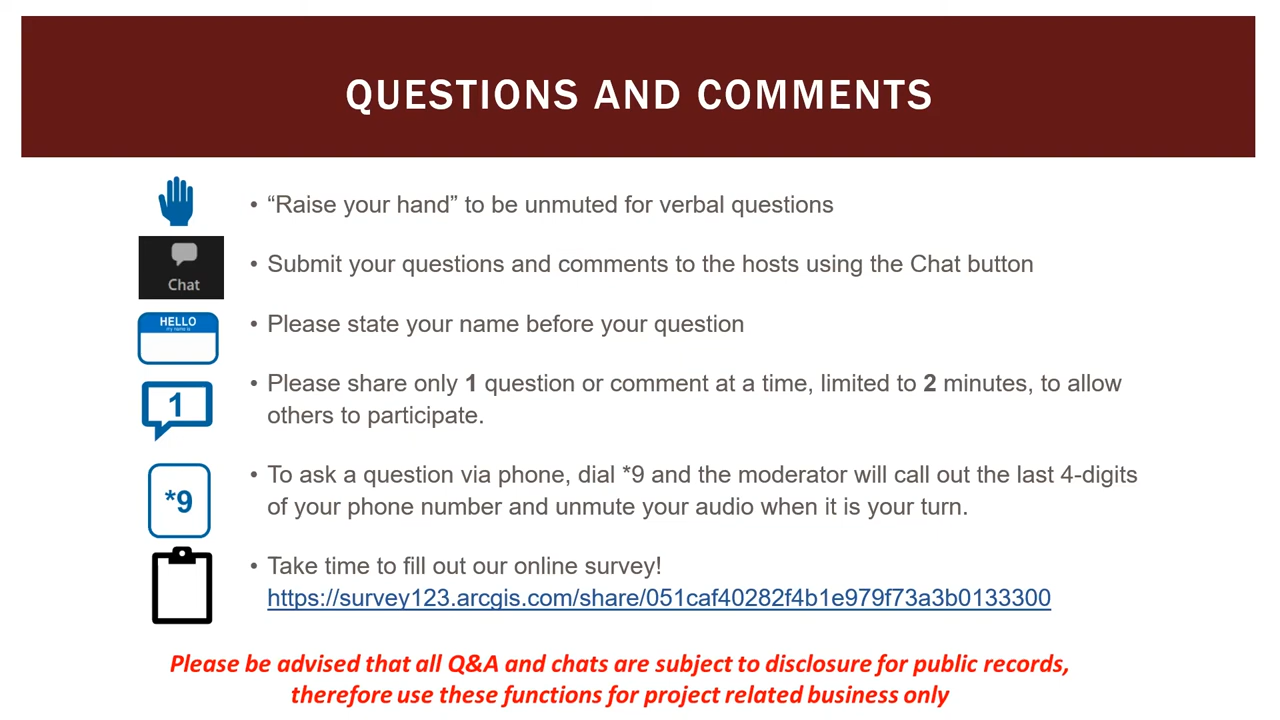 QUESTIONS AND COMMENTS
• “Raise your hand” to be unmuted for verbal questions
Chat
• Submit your questions and comments to the hosts using the Chat button
HELLO
my name is
• Please state your name before your question
1
• Please share only 1 question or comment at a time, limited to 2 minutes, to allow
others to participate.
*9
• To ask a question via phone, dial *9 and the moderator will call out the last 4-digits
of your phone number and unmute your audio when it is your turn.
• Take time to fill out our online survey!
https://survey123.arcgis.com/share/051caf40282f4b1e979f73a3b0133300
Please be advised that all Q&A and chats are subject to disclosure for public records,
therefore use these functions for project related business only